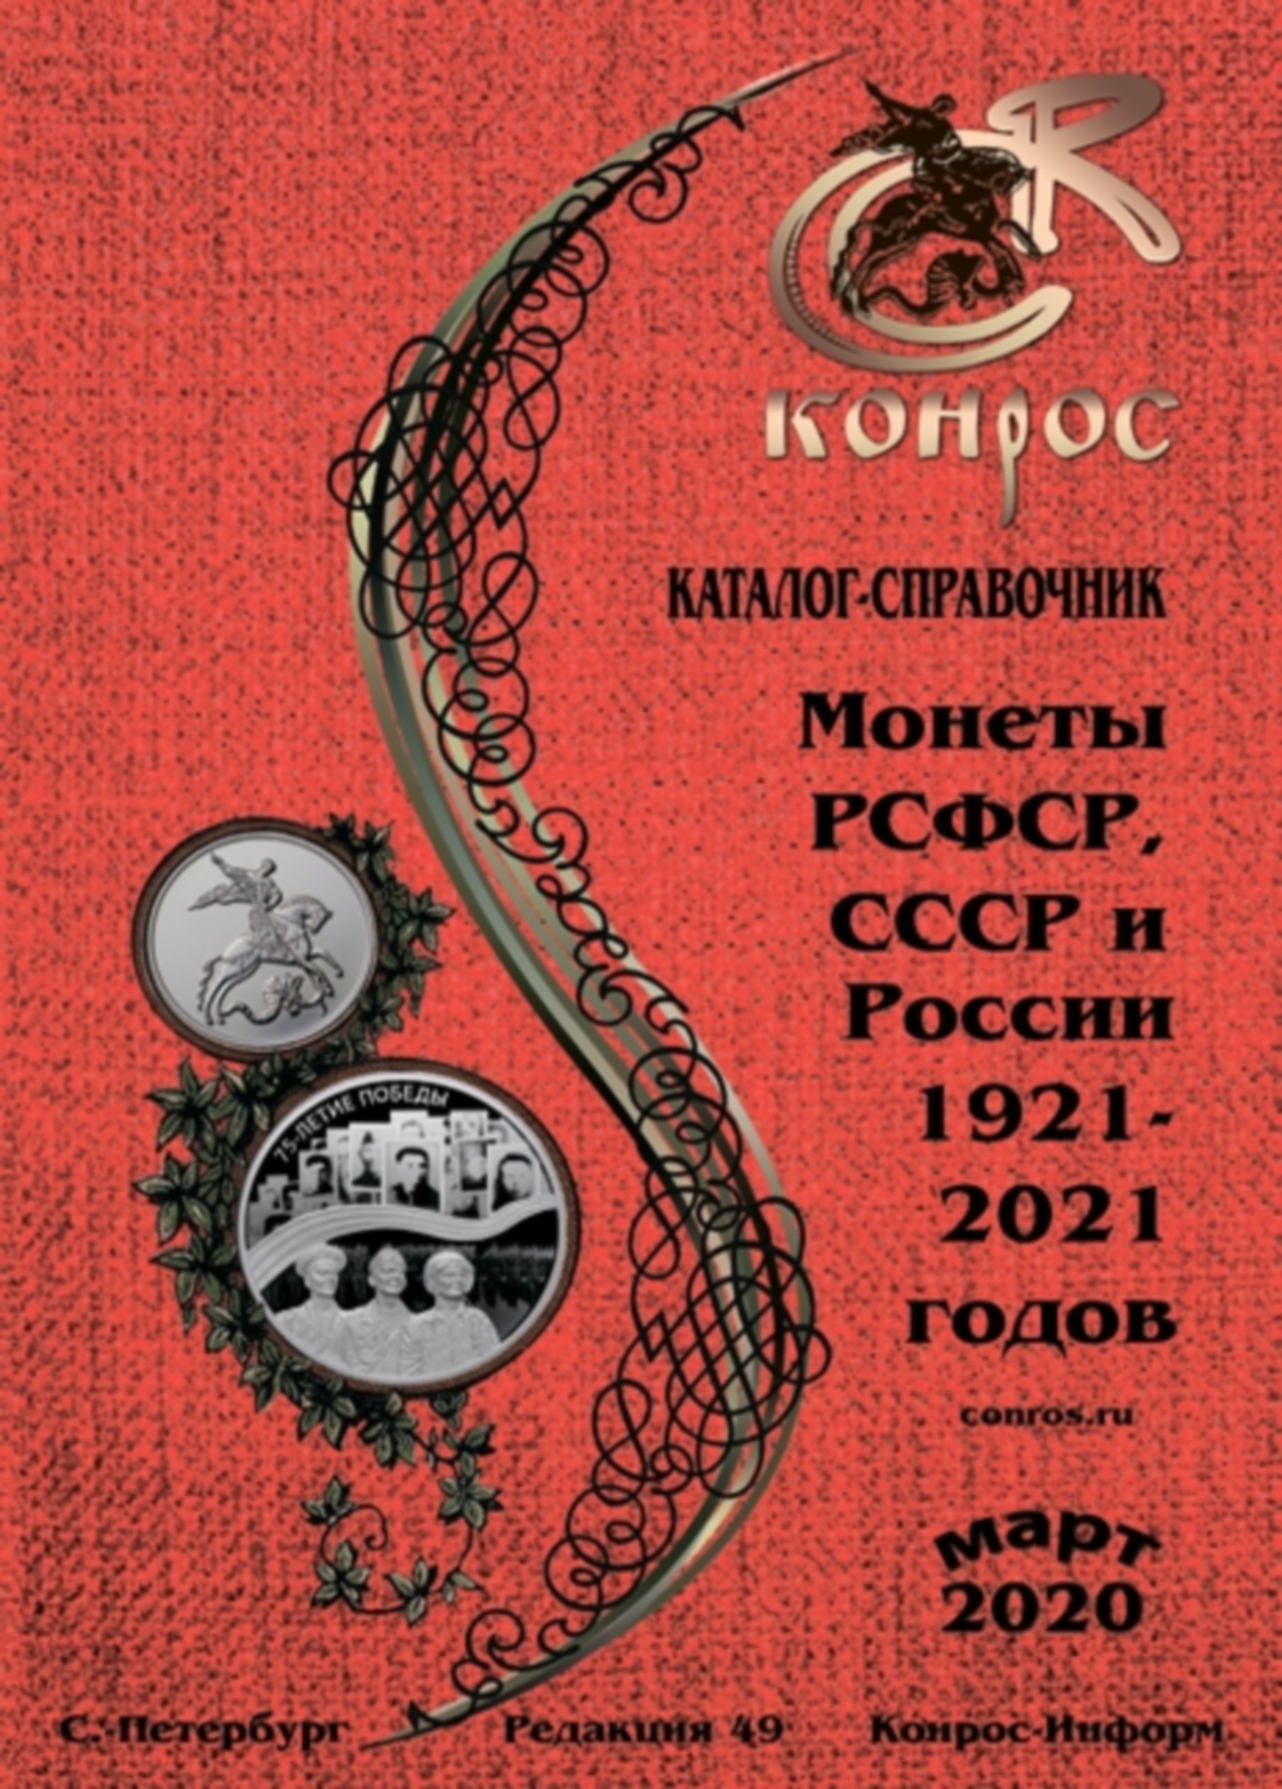 R
КОНРОС
КАТАЛОГ-СПРАВОЧНИК
Монеты
РСФСР,
СССР и
России
1921-
2021
годов
75-ЛЕТИЕ ПОБЕДЫ
conros.ru
март
2020
С.-Петербург Редакция 49 Конрос-Информ